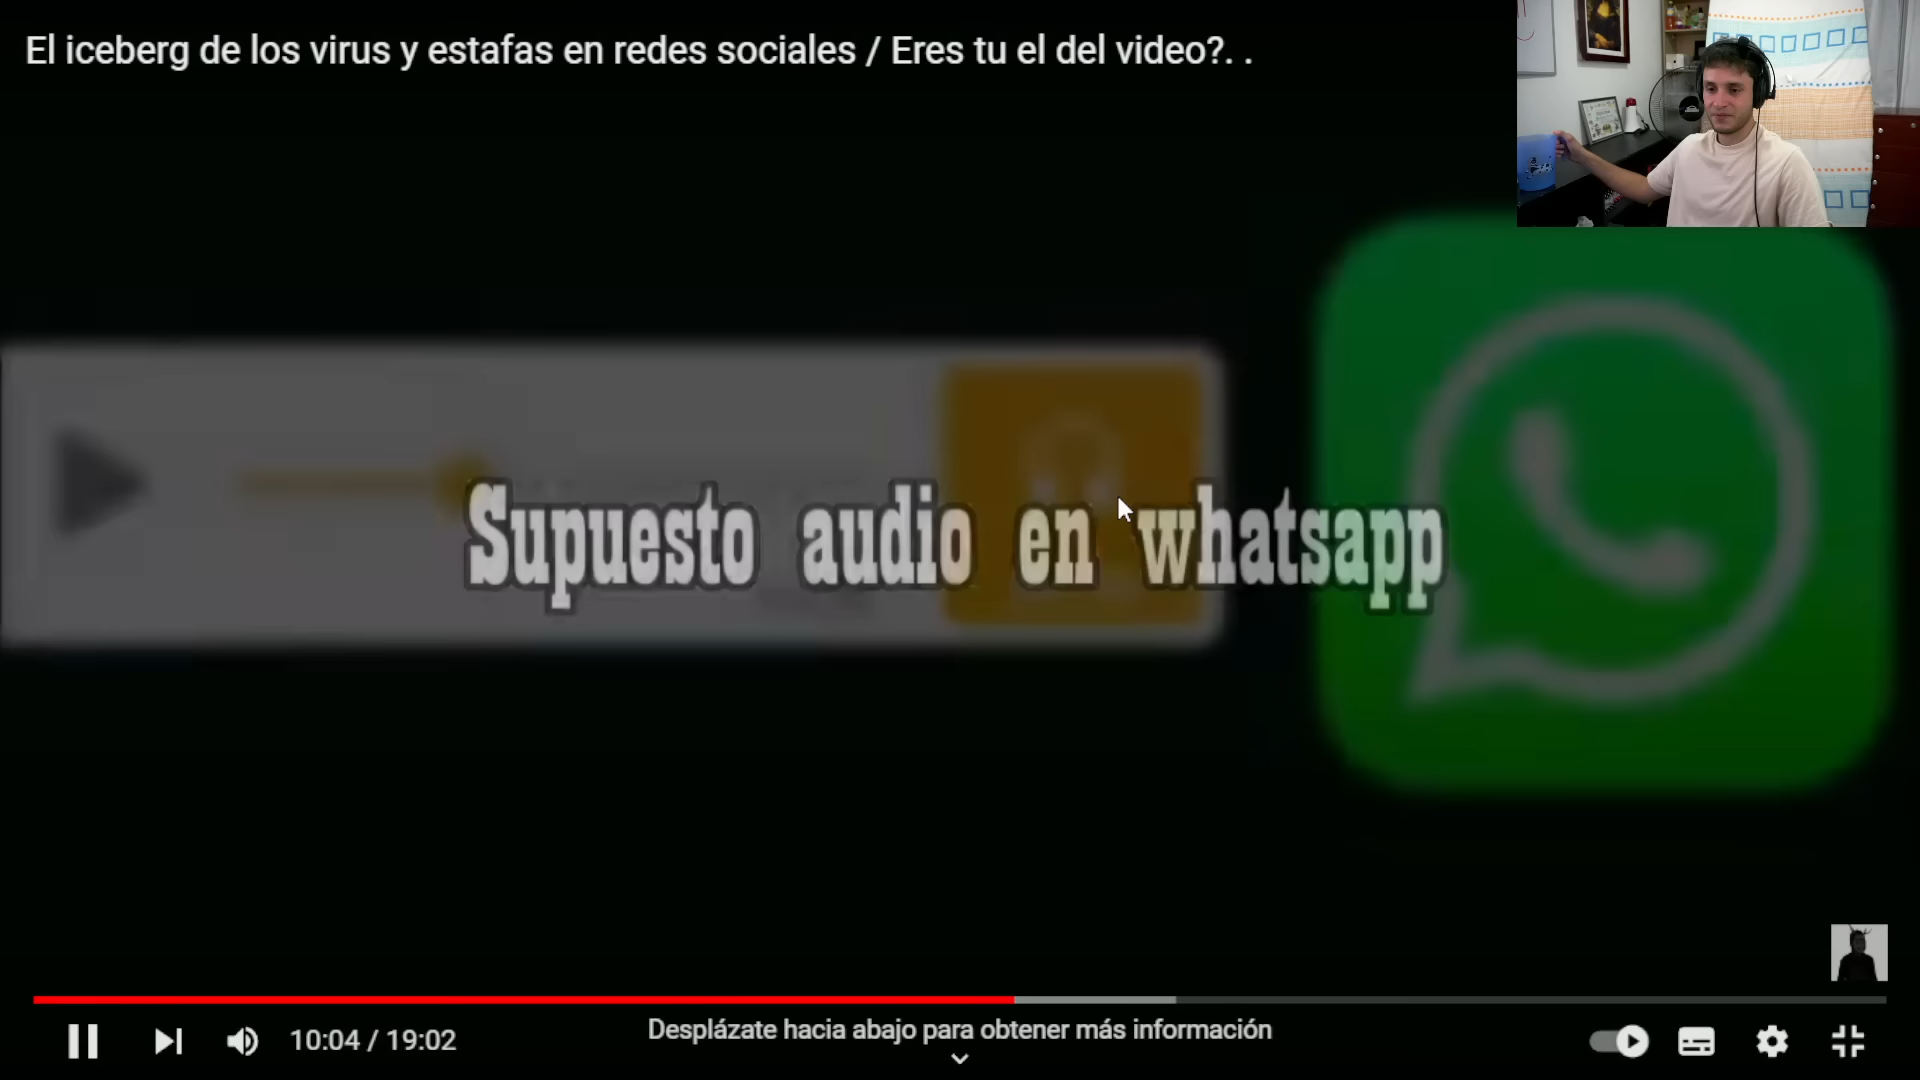 El iceberg de los virus y estafas en redes sociales / Eres tu el del video?. .
Supuesto audio en whatsapp
10:04 / 19:02
Desplázate hacia abajo para obtener más información